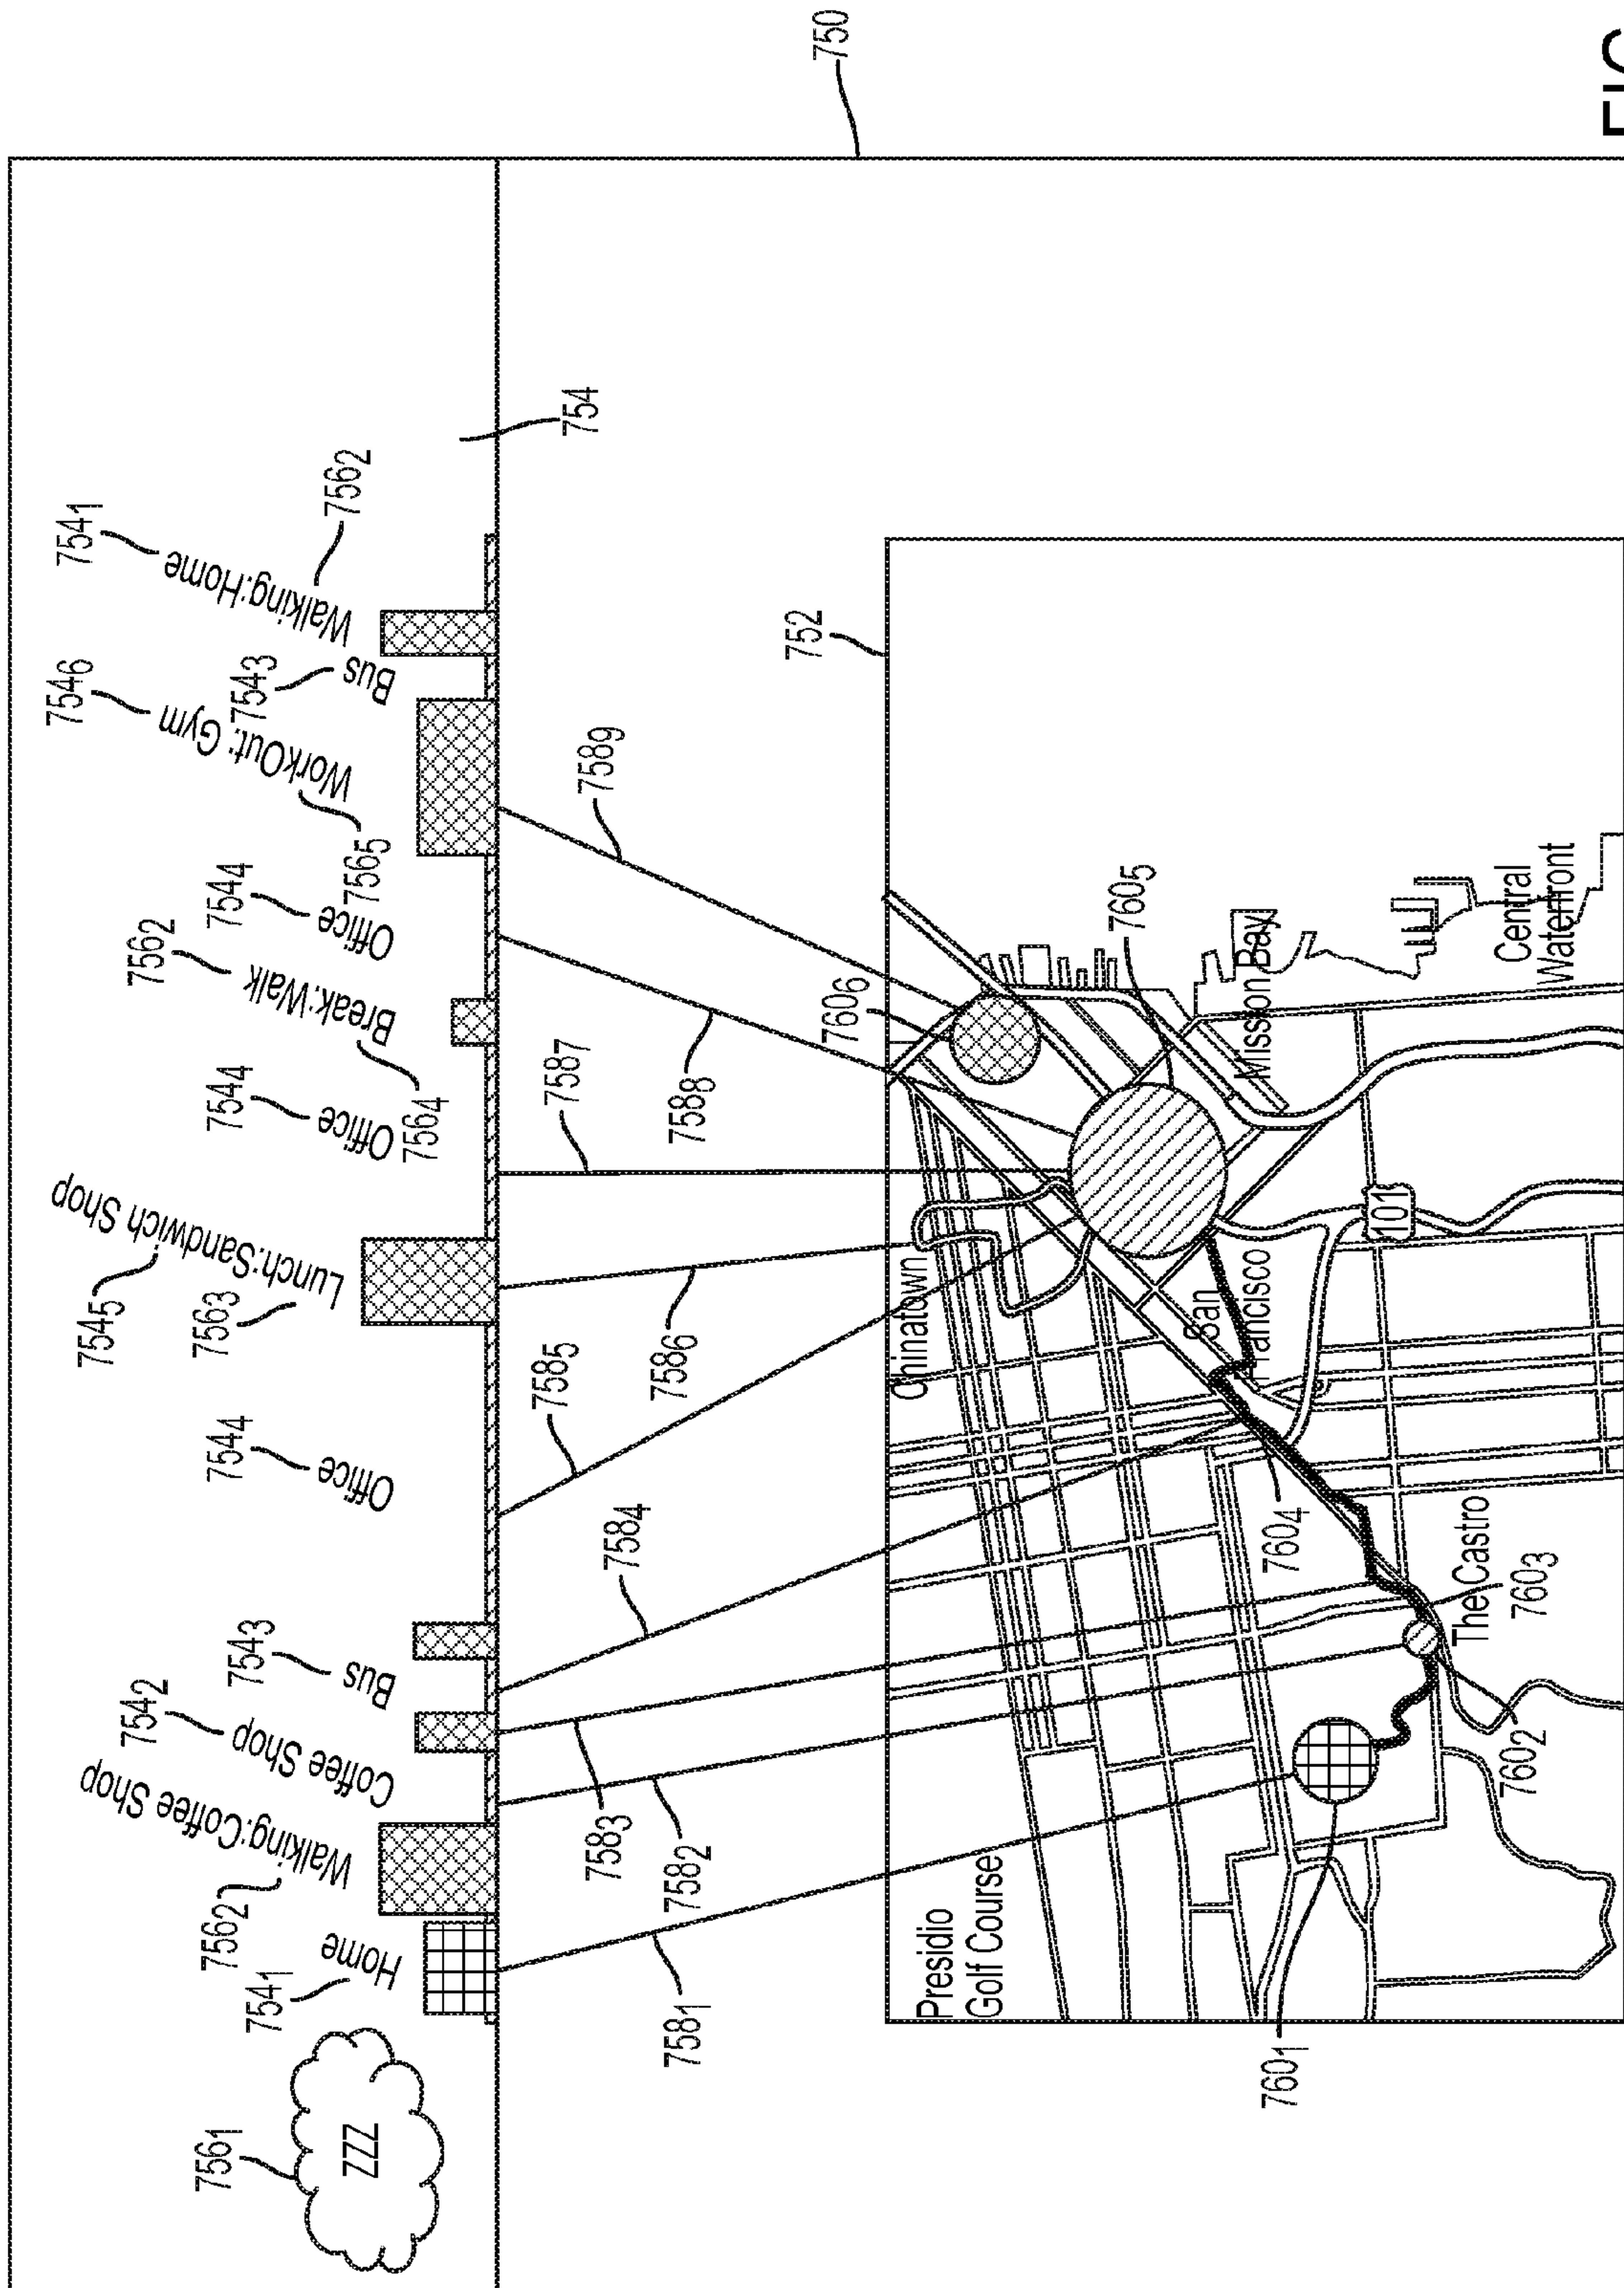 750
754₁
754₆
756₂
754₃
Walking:Home
Bus
WorkOut: Gym
756₂
754₄
756₅
Office
Break:Walk
754₄
756₄
Office
754₅
756₃
Lunch:Sandwich Shop
754₄
Office
754₃
Bus
754₂
Coffee Shop
Walking:Coffee Shop
756₂
754₁
Home
756₁
ZZZ
754
758₁
758₂
758₃
758₄
758₅
758₆
758₇
758₈
758₉
752
Presidio
Golf Course
Chinatown
San
Francisco
101
Mission Bay
Central
Waterfront
The Castro
760₁
760₂
760₃
760₄
760₅
760₆